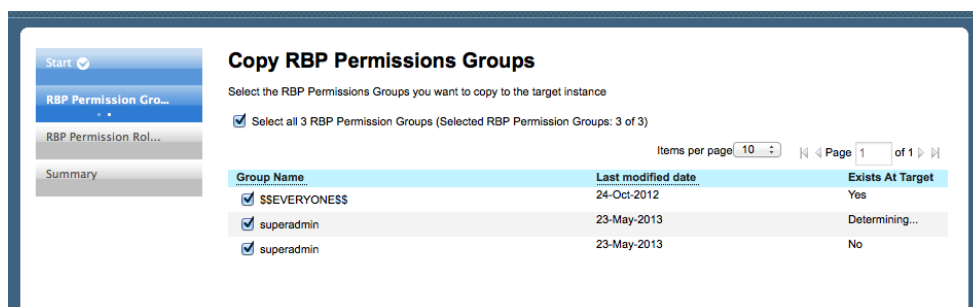 Start
Copy RBP Permissions Groups
RBP Permission Gro...
Select the RBP Permissions Groups you want to copy to the target instance
Select all 3 RBP Permission Groups (Selected RBP Permission Groups: 3 of 3)
RBP Permission Rol...
Items per page 10 Page 1 of 1
Summary
Group Name Last modified date Exists At Target
$$EVERYONE$$ 24-Oct-2012 Yes
superadmin 23-May-2013 Determining...
superadmin 23-May-2013 No